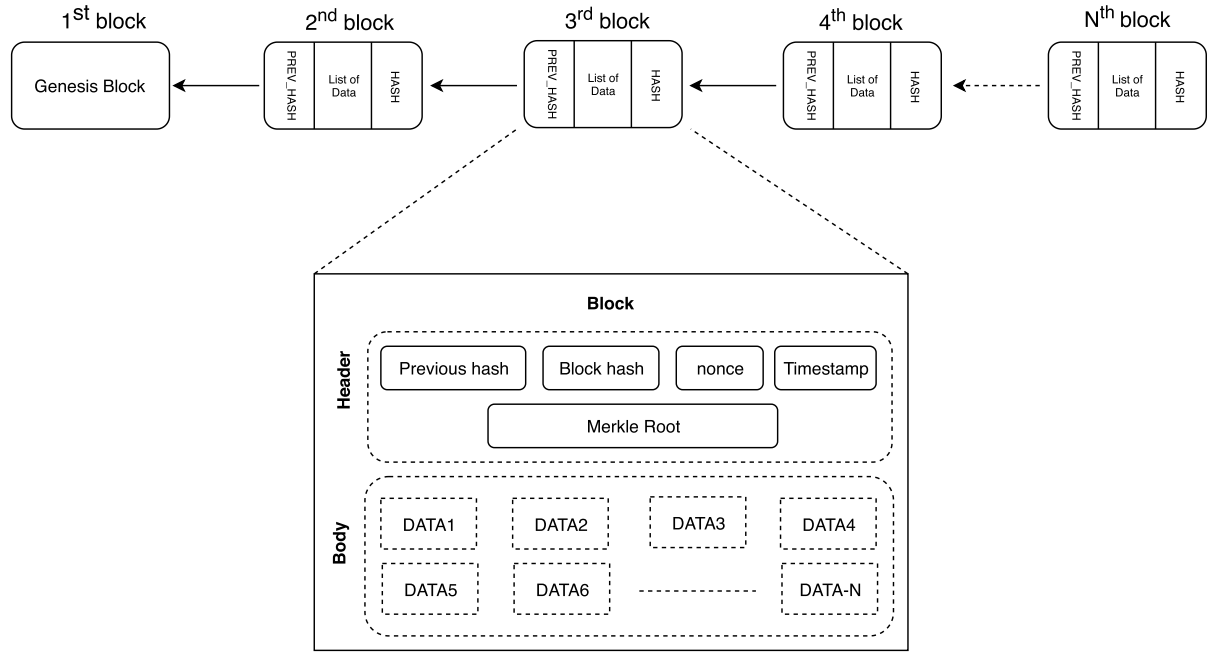 1st block
2nd block
3rd block
4th block
Nth block
Genesis Block
PREV_HASH
List of
Data
HASH
PREV_HASH
List of
Data
HASH
PREV_HASH
List of
Data
HASH
PREV_HASH
List of
Data
HASH
Block
Header
Previous hash
Block hash
nonce
Timestamp
Merkle Root
Body
DATA1
DATA2
DATA3
DATA4
DATA5
DATA6
DATA-N